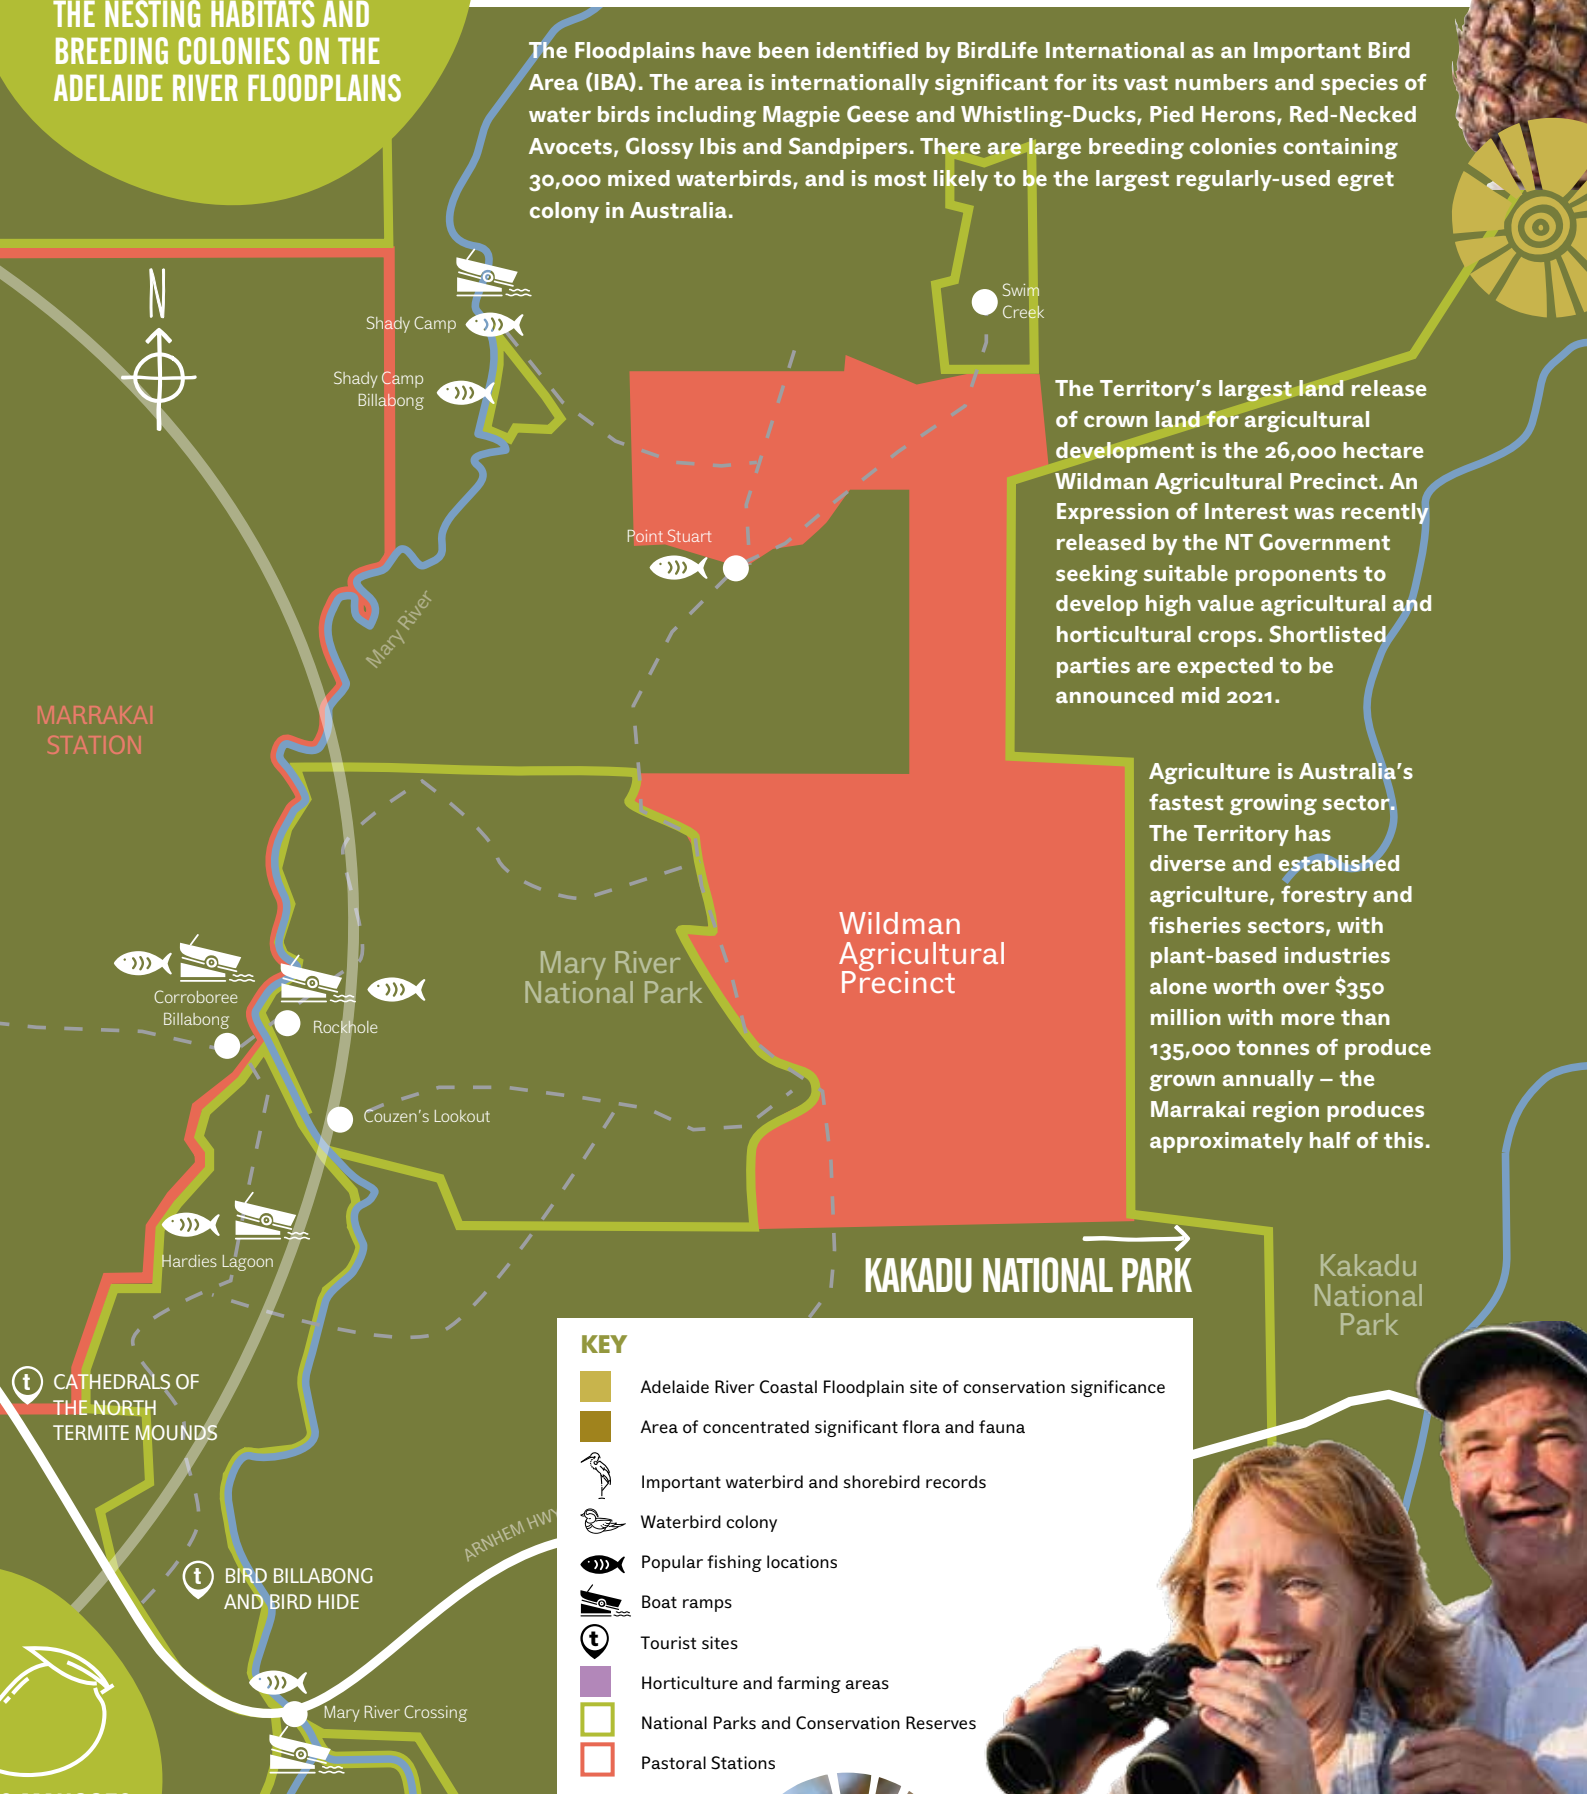 THE NESTING HABITATS AND
BREEDING COLONIES ON THE
ADELAIDE RIVER FLOODPLAINS
The Floodplains have been identified by BirdLife International as an Important Bird
Area (IBA). The area is internationally significant for its vast numbers and species of
water birds including Magpie Geese and Whistling-Ducks, Pied Herons, Red-Necked
Avocets, Glossy Ibis and Sandpipers. There are large breeding colonies containing
30,000 mixed waterbirds, and is most likely to be the largest regularly-used egret
colony in Australia.
N
Shady Camp
Shady Camp
Billabong
Swim
Creek
The Territory's largest land release
of crown land for argicultural
development is the 26,000 hectare
Wildman Agricultural Precinct. An
Expression of Interest was recently
released by the NT Government
seeking suitable proponents to
develop high value agricultural and
horticultural crops. Shortlisted
parties are expected to be
announced mid 2021.
Point Stuart
Mary River
MARRAKAI
STATION
Agriculture is Australia's
fastest growing sector.
The Territory has
diverse and established
agriculture, forestry and
fisheries sectors, with
plant-based industries
alone worth over $350
million with more than
135,000 tonnes of produce
grown annually – the
Marrakai region produces
approximately half of this.
Wildman
Agricultural
Precinct
Mary River
National Park
Corroboree
Billabong
Rockhole
Couzen's Lookout
Hardies Lagoon
KAKADU NATIONAL PARK
Kakadu
National
Park
t
CATHEDRALS OF
THE NORTH
TERMITE MOUNDS
ARNHEM HWY
t
BIRD BILLABONG
AND BIRD HIDE
Mary River Crossing
KEY
Adelaide River Coastal Floodplain site of conservation significance
Area of concentrated significant flora and fauna
Important waterbird and shorebird records
Waterbird colony
Popular fishing locations
Boat ramps
t
Tourist sites
Horticulture and farming areas
National Parks and Conservation Reserves
Pastoral Stations